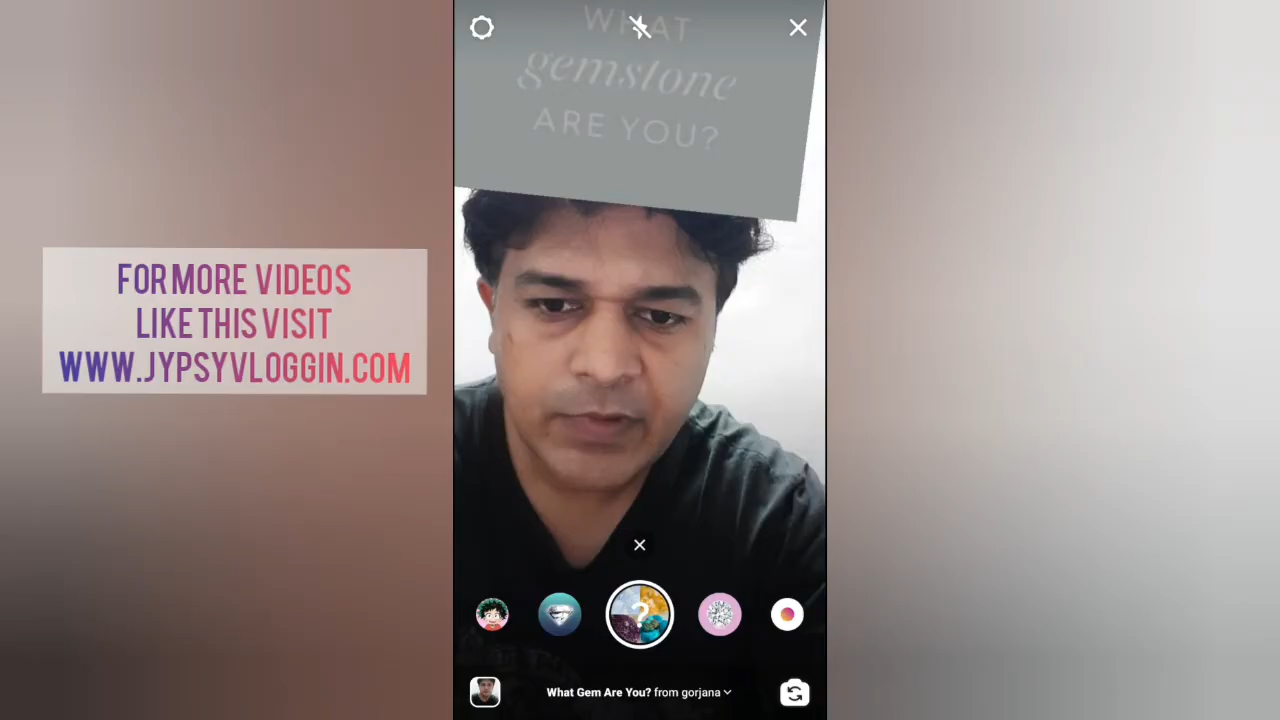 WHAT
gemstone
ARE YOU?
FOR MORE VIDEOS
LIKE THIS VISIT
WWW.JYPSYVLOGGIN.COM
?
What Gem Are You? from gorjana